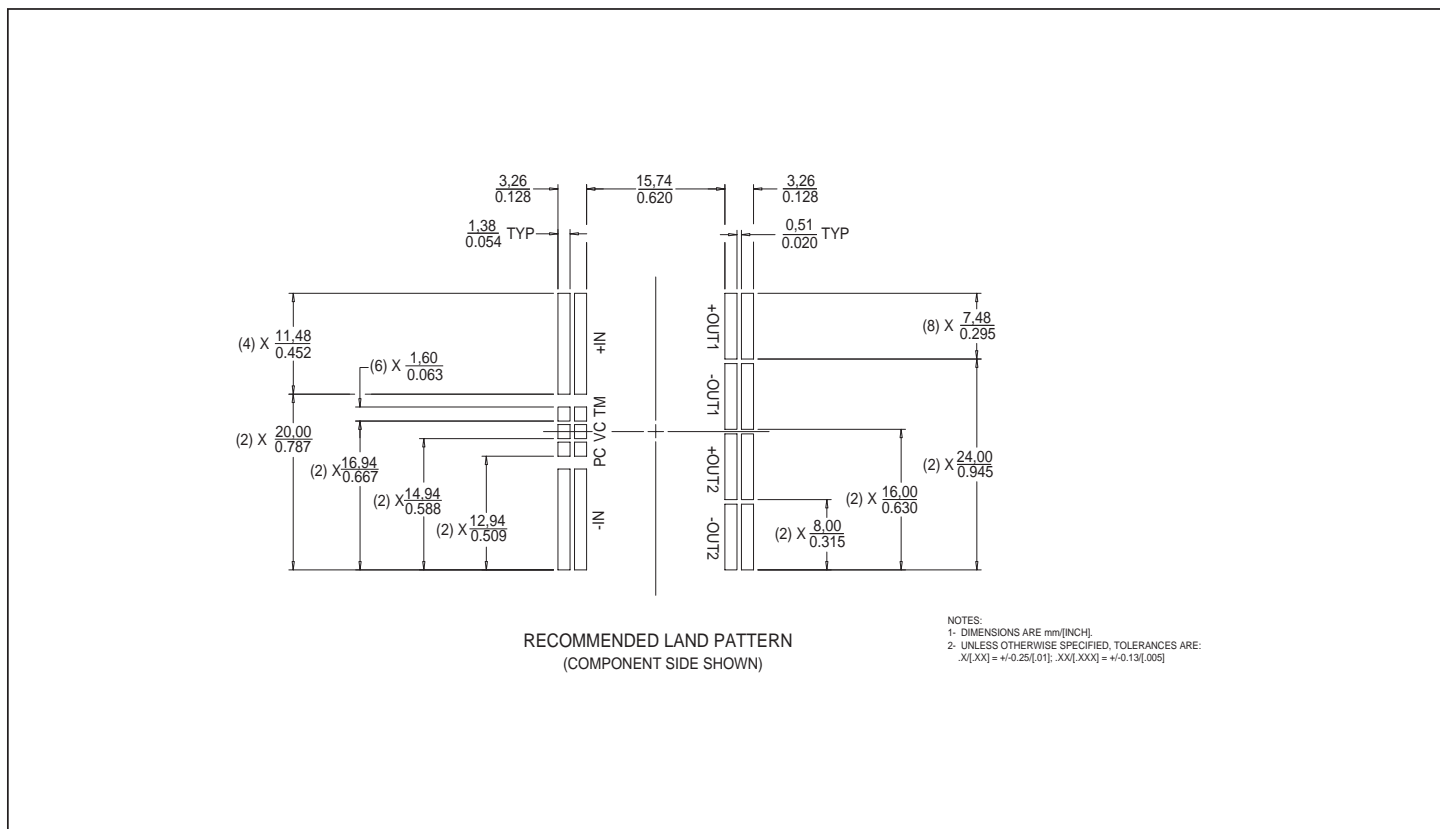 3,26
0.128
15,74
0.620
3,26
0.128
1,38
0.054 TYP
0,51
0.020 TYP
+IN
+OUT1
(4) X 11,48
0.452
(8) X 7,48
0.295
(6) X 1,60
0.063
-OUT1
PC VC TM
(2) X 20,00
0.787
(2) X 16,94
0.667
(2) X 14,94
0.588
(2) X 12,94
0.509
-IN
+OUT2
-OUT2
(2) X 24,00
0.945
(2) X 16,00
0.630
(2) X 8,00
0.315
RECOMMENDED LAND PATTERN
(COMPONENT SIDE SHOWN)
NOTES:
1- DIMENSIONS ARE mm/[INCH].
2- UNLESS OTHERWISE SPECIFIED, TOLERANCES ARE:
.X/[.XX] = +/-0.25/[.01]; .XX/[.XXX] = +/-0.13/[.005]